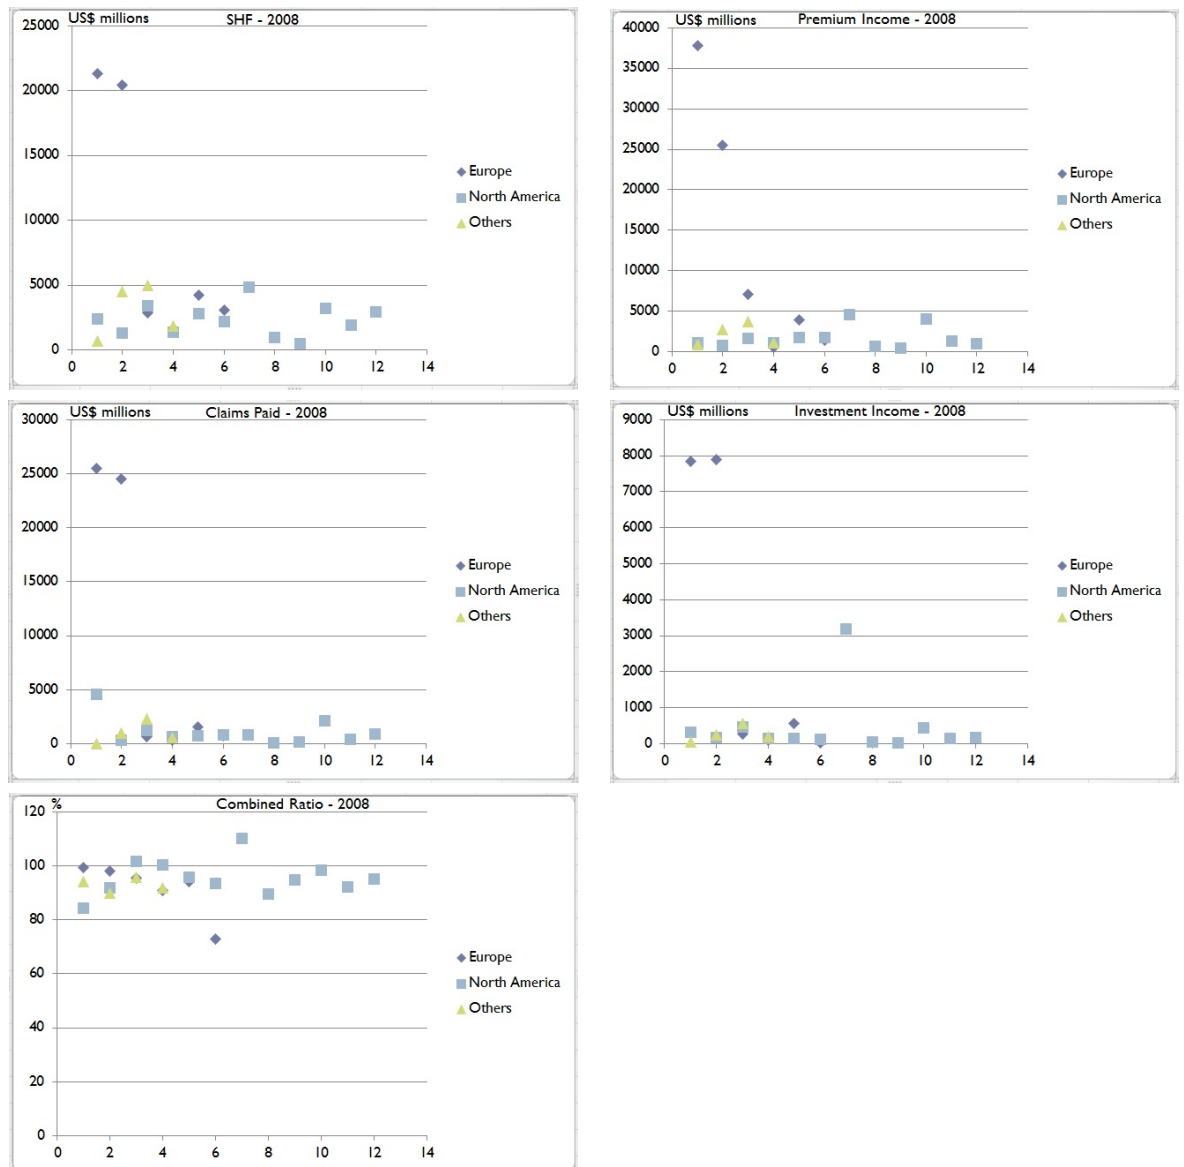 US$ millions SHF - 2008
25000
20000
15000
10000
5000
0
0 2 4 6 8 10 12 14
Europe
North America
Others
US$ millions Premium Income - 2008
40000
35000
30000
25000
20000
15000
10000
5000
0
0 2 4 6 8 10 12 14
Europe
North America
Others
US$ millions Claims Paid - 2008
30000
25000
20000
15000
10000
5000
0
0 2 4 6 8 10 12 14
Europe
North America
Others
US$ millions Investment Income - 2008
9000
8000
7000
6000
5000
4000
3000
2000
1000
0
0 2 4 6 8 10 12 14
Europe
North America
Others
% Combined Ratio - 2008
120
100
80
60
40
20
0
0 2 4 6 8 10 12 14
Europe
North America
Others